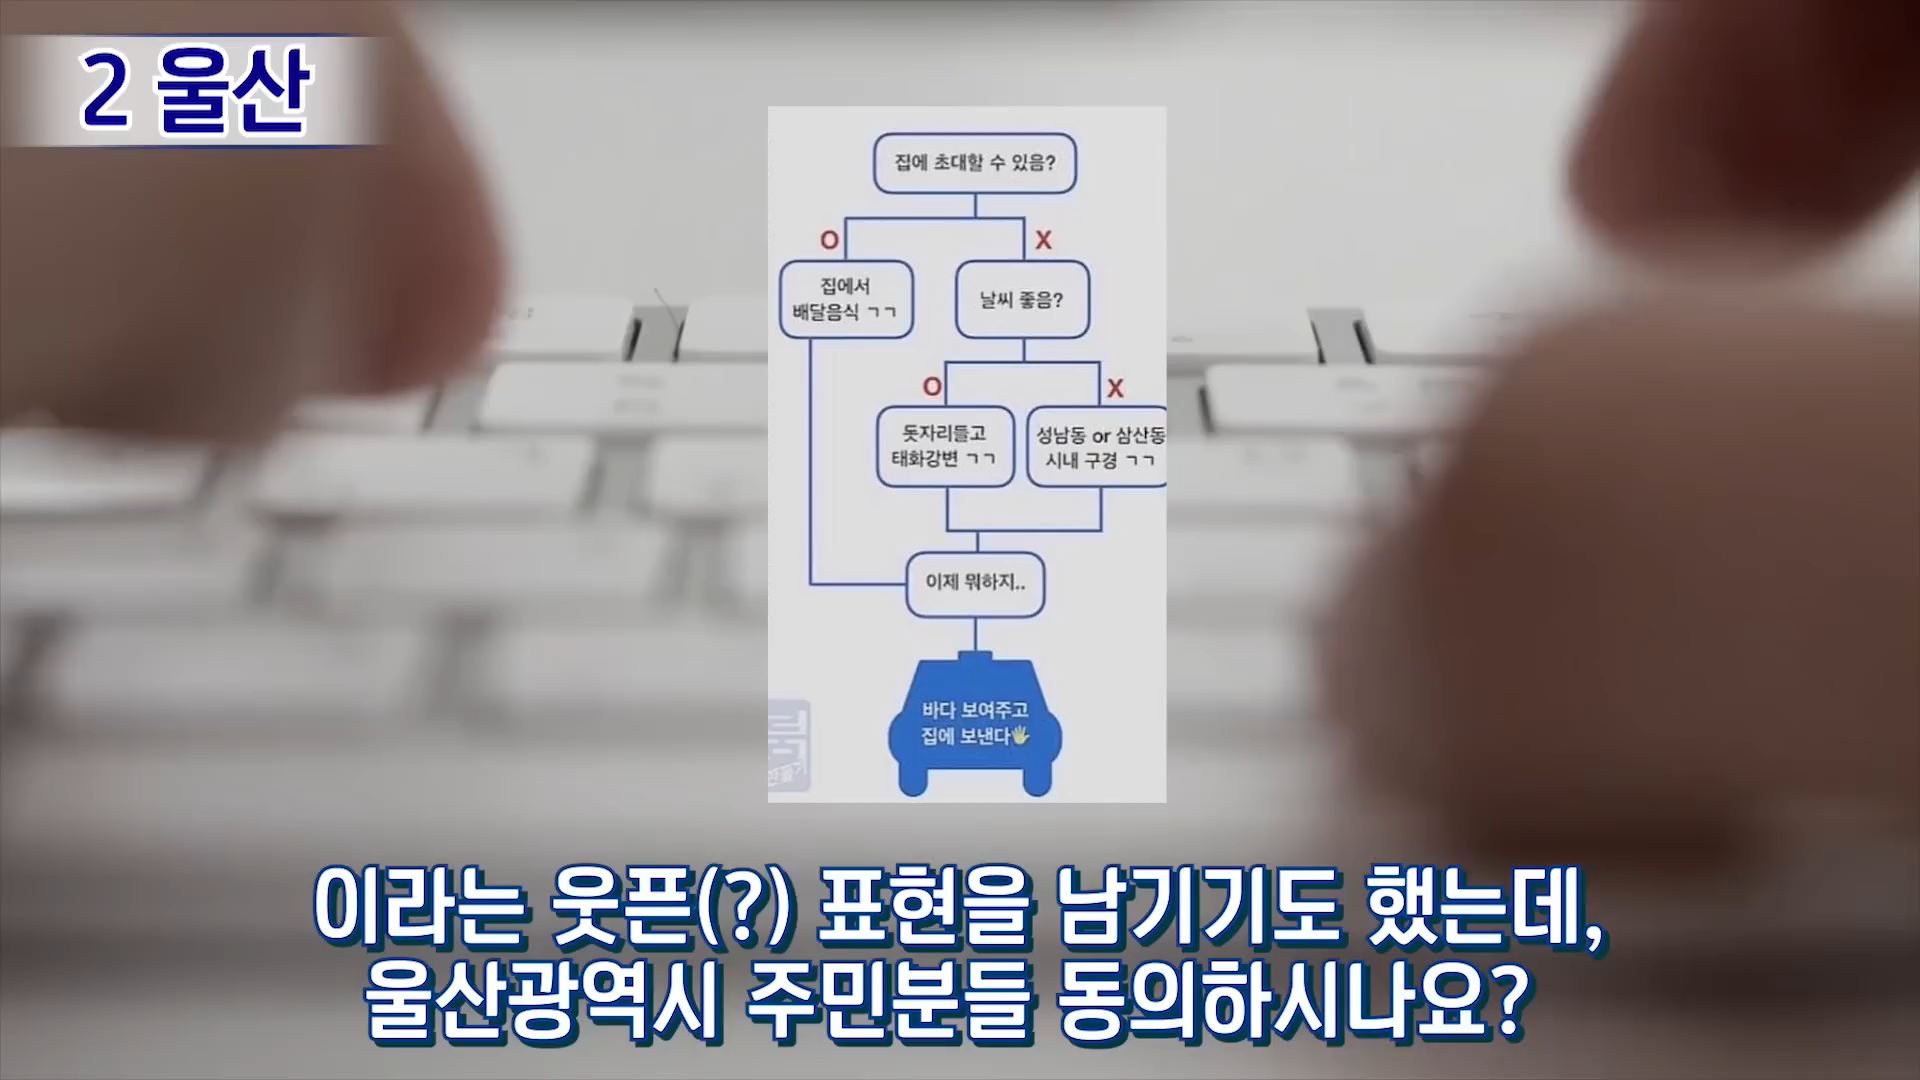 2 울산
집에 초대할 수 있음?
O
X
집에서
배달음식 ㄱㄱ
날씨 좋음?
O
X
돗자리들고
태화강변 ㄱㄱ
성남동 or 삼산동
시내 구경 ㄱㄱ
이제 뭐하지..
바다 보여주고
집에 보낸다🖐
이라는 웃픈(?) 표현을 남기기도 했는데,
울산광역시 주민분들 동의하시나요?